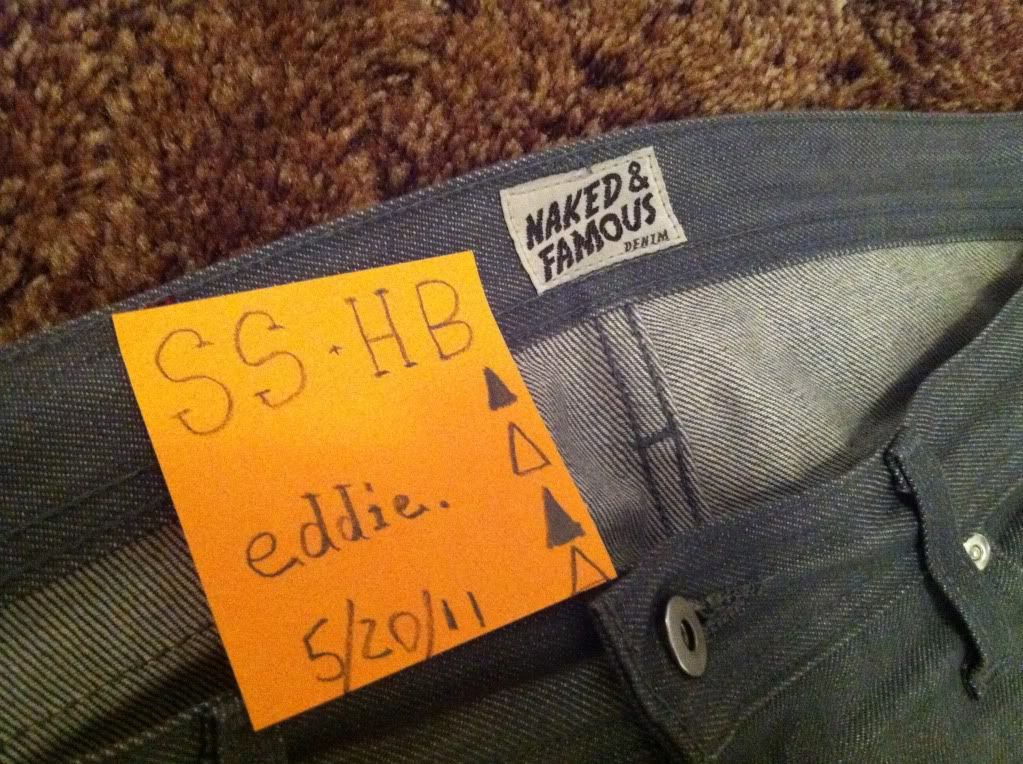 NAKED &
FAMOUS
DENIM
SS·HB
eddie.
5/20/11